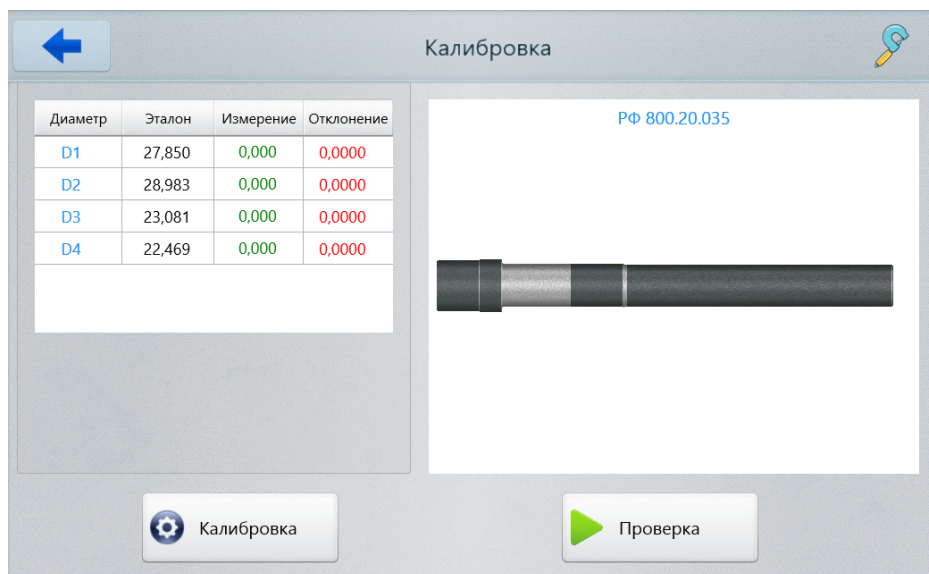 Калибровка
Диаметр Эталон Измерение Отклонение
D1 27,850 0,000 0,0000
D2 28,983 0,000 0,0000
D3 23,081 0,000 0,0000
D4 22,469 0,000 0,0000
РФ 800.20.035
Калибровка
Проверка